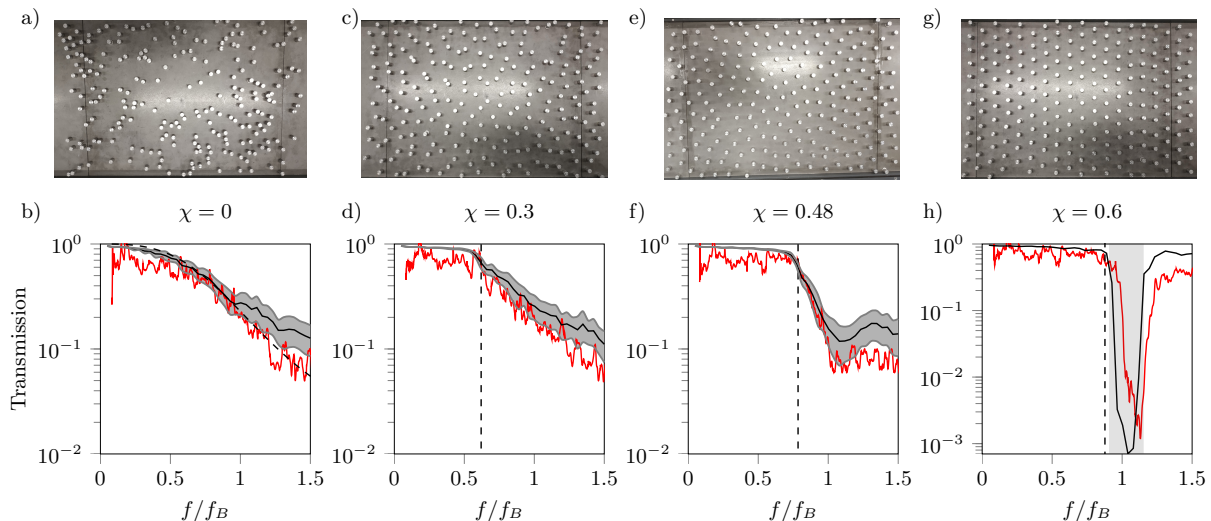 a)
c)
e)
g)
b)
χ = 0
d)
χ = 0.3
f)
χ = 0.48
h)
χ = 0.6
Transmission
10^0
10^-1
10^-2
0
0.5
1
1.5
f/f_B
10^0
10^-1
10^-2
0
0.5
1
1.5
f/f_B
10^0
10^-1
10^-2
0
0.5
1
1.5
f/f_B
10^0
10^-1
10^-2
10^-3
0
0.5
1
1.5
f/f_B